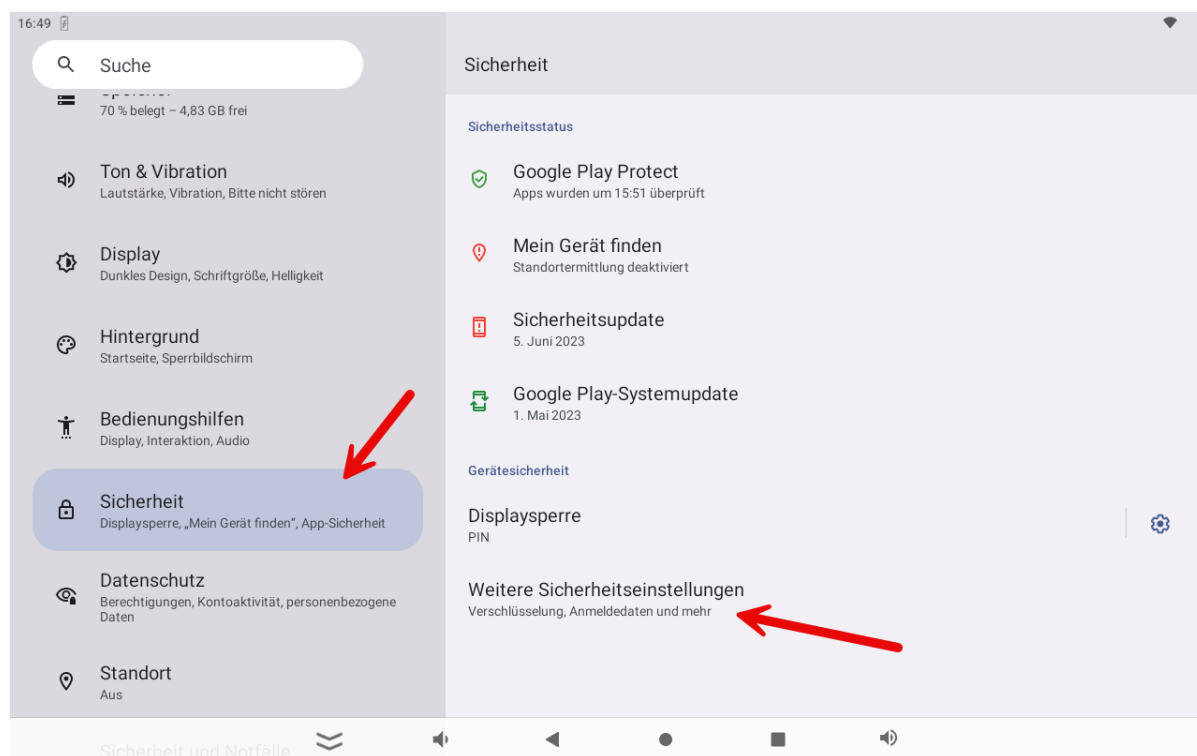 16:49
Suche
70 % belegt – 4,83 GB frei
Ton & Vibration
Lautstärke, Vibration, Bitte nicht stören
Display
Dunkles Design, Schriftgröße, Helligkeit
Hintergrund
Startseite, Sperrbildschirm
Bedienungshilfen
Display, Interaktion, Audio
Sicherheit
Displaysperre, „Mein Gerät finden“, App-Sicherheit
Datenschutz
Berechtigungen, Kontoaktivität, personenbezogene
Daten
Standort
Aus
Sicherheit und Notfälle
Sicherheit
Sicherheitsstatus
Google Play Protect
Apps wurden um 15:51 überprüft
Mein Gerät finden
Standortermittlung deaktiviert
Sicherheitsupdate
5. Juni 2023
Google Play-Systemupdate
1. Mai 2023
Gerätesicherheit
Displaysperre
PIN
Weitere Sicherheitseinstellungen
Verschlüsselung, Anmeldedaten und mehr